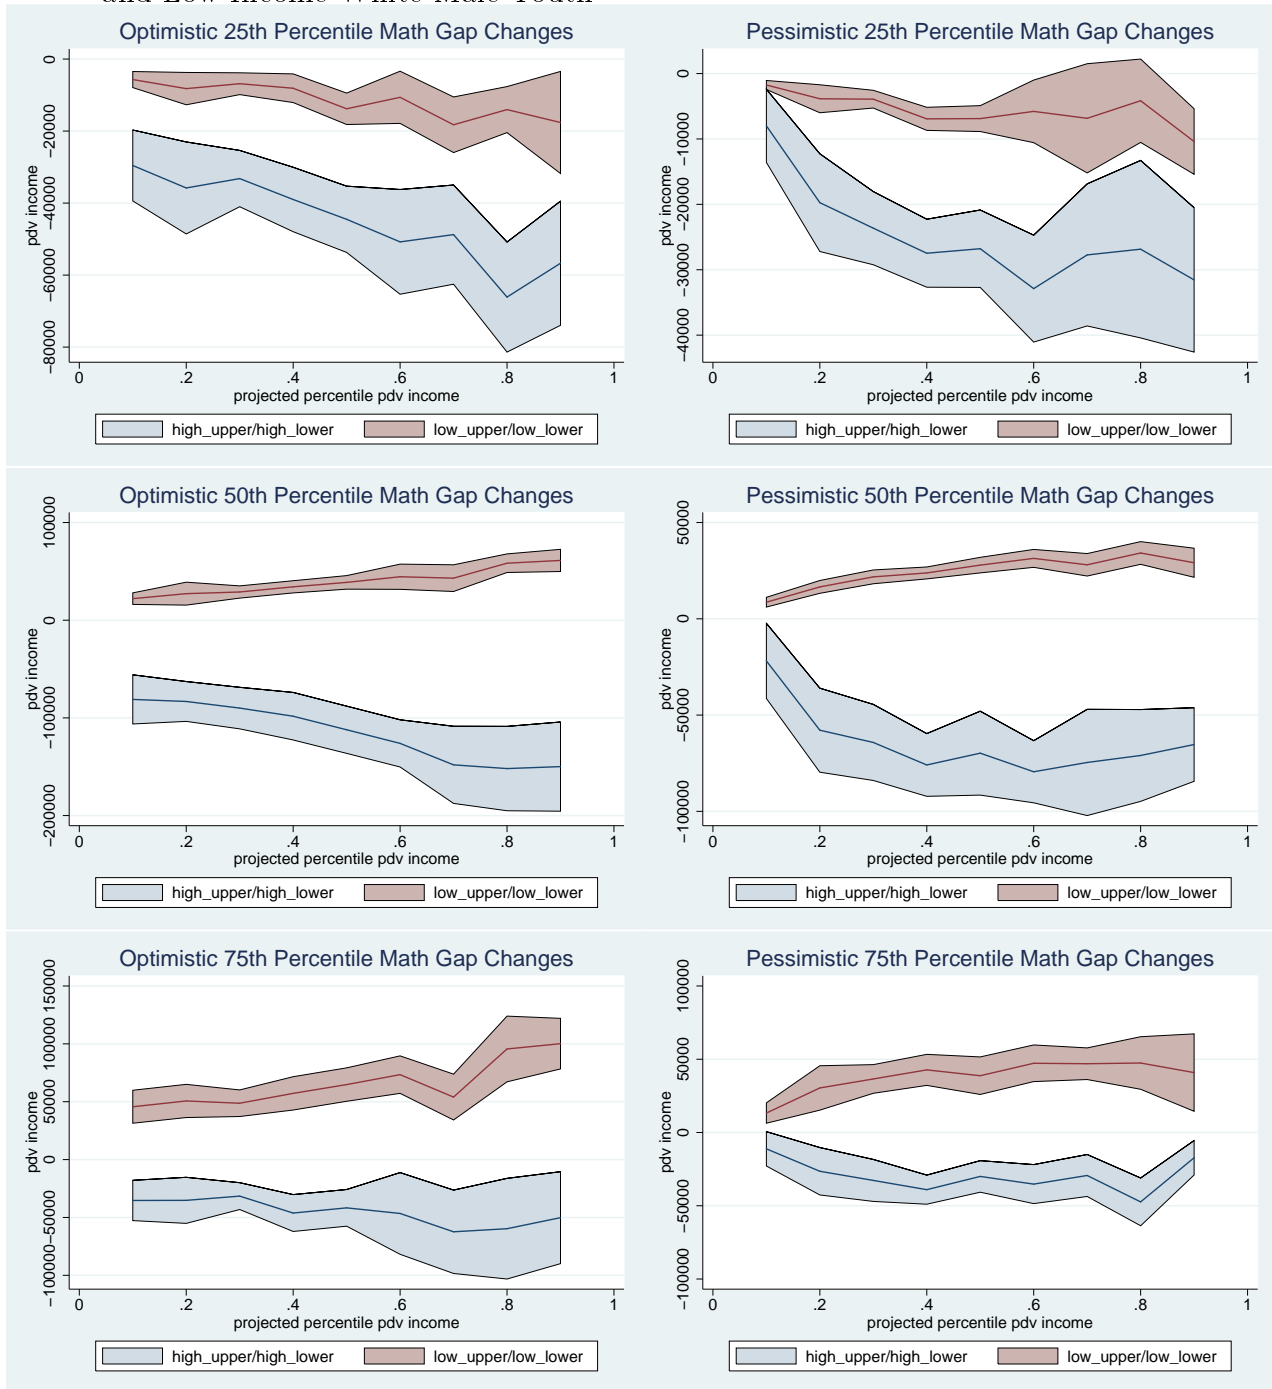 and Low Income White Male Youth
Optimistic 25th Percentile Math Gap Changes
pdv income
0
−20000
−40000
−60000
−80000
0 .2 .4 .6 .8 1
projected percentile pdv income
high_upper/high_lower low_upper/low_lower
Pessimistic 25th Percentile Math Gap Changes
pdv income
0
−10000
−20000
−30000
−40000
0 .2 .4 .6 .8 1
projected percentile pdv income
high_upper/high_lower low_upper/low_lower
Optimistic 50th Percentile Math Gap Changes
pdv income
100000
0
−100000
−200000
0 .2 .4 .6 .8 1
projected percentile pdv income
high_upper/high_lower low_upper/low_lower
Pessimistic 50th Percentile Math Gap Changes
pdv income
50000
0
−50000
−100000
0 .2 .4 .6 .8 1
projected percentile pdv income
high_upper/high_lower low_upper/low_lower
Optimistic 75th Percentile Math Gap Changes
pdv income
150000
100000
50000
0
−50000
−100000
0 .2 .4 .6 .8 1
projected percentile pdv income
high_upper/high_lower low_upper/low_lower
Pessimistic 75th Percentile Math Gap Changes
pdv income
100000
50000
0
−50000
−100000
0 .2 .4 .6 .8 1
projected percentile pdv income
high_upper/high_lower low_upper/low_lower